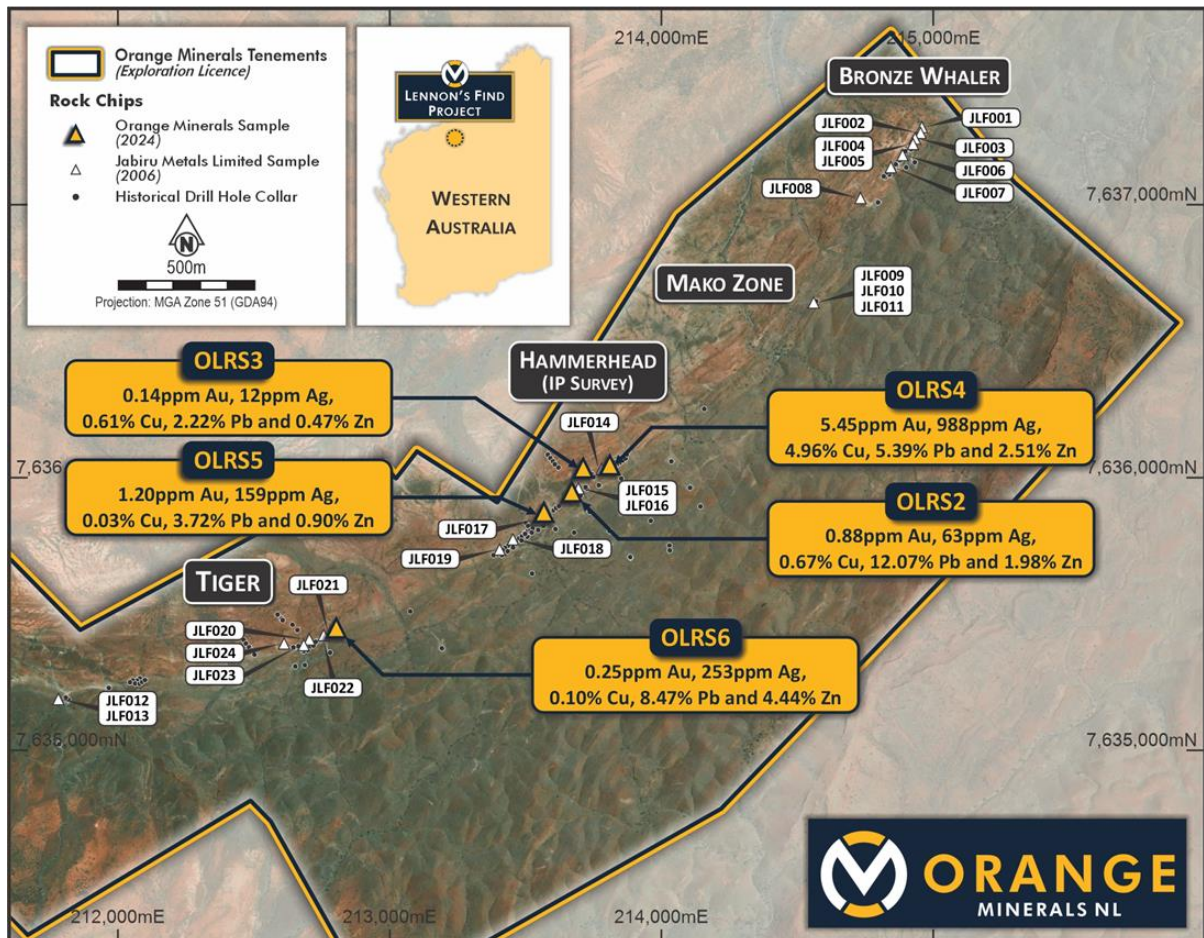 214,000mE
215,000mE
Orange Minerals Tenements
(Exploration Licence)
Rock Chips
Orange Minerals Sample
(2024)
Jabiru Metals Limited Sample
(2006)
Historical Drill Hole Collar
N
500m
Projection: MGA Zone 51 (GDA94)
LENNON'S FIND
PROJECT
WESTERN
AUSTRALIA
BRONZE WHALER
JLF001
JLF002
JLF003
JLF004
JLF005
JLF006
JLF007
JLF008
7,637,000mN
MAKO ZONE
JLF009
JLF010
JLF011
HAMMERHEAD
(IP SURVEY)
OLRS3
0.14ppm Au, 12ppm Ag,
0.61% Cu, 2.22% Pb and 0.47% Zn
JLF014
OLRS4
5.45ppm Au, 988ppm Ag,
4.96% Cu, 5.39% Pb and 2.51% Zn
7,636
7,636,000mN
OLRS5
1.20ppm Au, 159ppm Ag,
0.03% Cu, 3.72% Pb and 0.90% Zn
JLF015
JLF016
OLRS2
0.88ppm Au, 63ppm Ag,
0.67% Cu, 12.07% Pb and 1.98% Zn
JLF017
JLF018
JLF019
TIGER
JLF021
JLF020
JLF024
JLF023
JLF022
OLRS6
0.25ppm Au, 253ppm Ag,
0.10% Cu, 8.47% Pb and 4.44% Zn
JLF012
JLF013
7,635,000mN
7,635,000mN
212,000mE
213,000mE
214,000mE
ORANGE
MINERALS NL